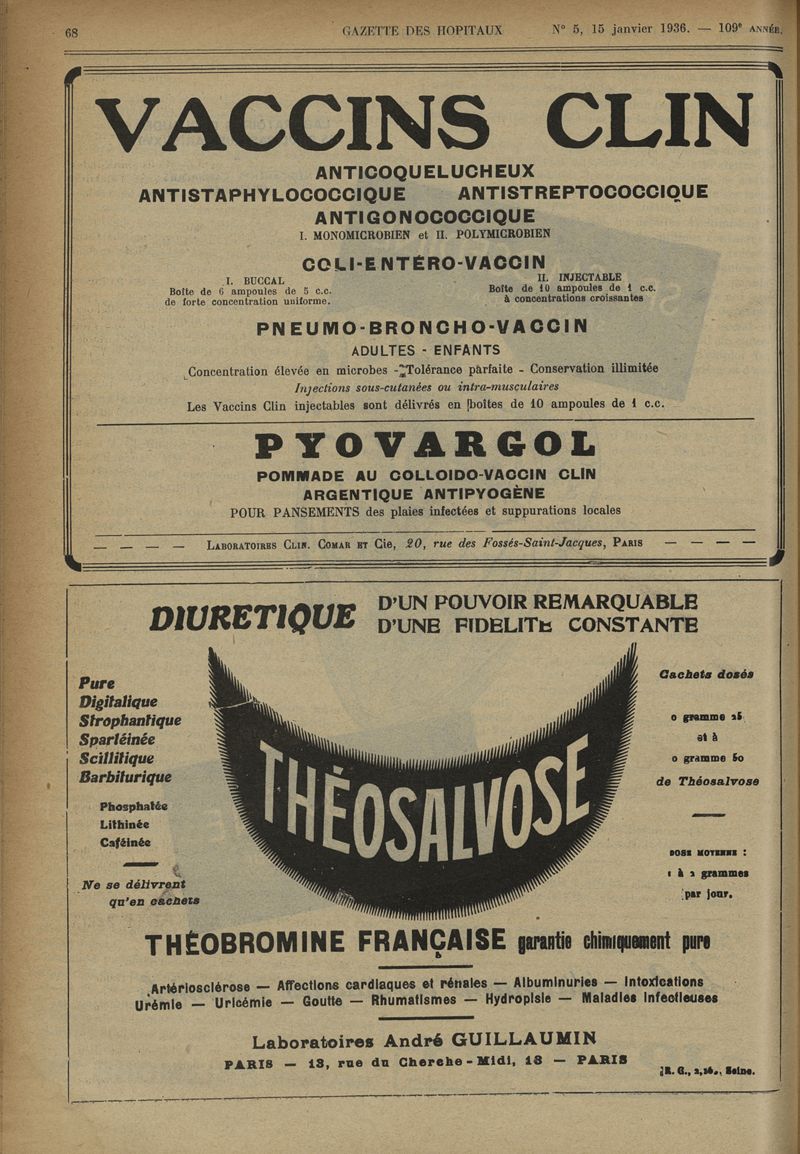 68 GAZETTE DES HOPITAUX N° 5, 15 janvier 1936. — 109e ANNÉE.
VACCINS CLIN
ANTICOQUELUCHEUX
ANTISTAPHYLOCOCCIQUE ANTISTREPTOCOCCIQUE
ANTIGONOCOCCIQUE
I. MONOMICROBIEN et II. POLYMICROBIEN
COLI-ENTÉRO-VACCIN
I. BUCCAL
Boîte de 6 ampoules de 5 c.c.
de forte concentration uniforme.
II. INJECTABLE
Boîte de 10 ampoules de 1 c.c.
à concentrations croissantes
PNEUMO-BRONCHO-VACCIN
ADULTES - ENFANTS
Concentration élevée en microbes - Tolérance parfaite - Conservation illimitée
Injections sous-cutanées ou intra-musculaires
Les Vaccins Clin injectables sont délivrés en boîtes de 10 ampoules de 1 c.c.
PYOVARGOL
POMMADE AU COLLOIDO-VACCIN CLIN
ARGENTIQUE ANTIPYOGÈNE
POUR PANSEMENTS des plaies infectées et suppurations locales
— — — — LABORATOIRES CLIN. COMAR ET Cie, 20, rue des Fossés-Saint-Jacques, PARIS — — — —
DIURETIQUE
D'UN POUVOIR REMARQUABLE
D'UNE FIDELITE CONSTANTE
Pure
Digitalique
Strophantique
Spartéinée
Scillitique
Barbiturique
Phosphatée
Lithinée
Caféinée
Ne se délivrent
qu'en cachets
THÉOSALVOSE
Cachets dosés
0 gramme 25
et à
0 gramme 50
de Théosalvose
DOSE MOYENNE :
1 à 2 grammes
par jour.
THÉOBROMINE FRANÇAISE garantie chimiquement pure
Artériosclérose — Affections cardiaques et rénales — Albuminuries — Intoxications
Urémie — Uricémie — Goutte — Rhumatismes — Hydropisie — Maladies Infectieuses
Laboratoires André GUILLAUMIN
PARIS — 13, rue du Cherche-Midi, 13 — PARIS
R. C., Seine.